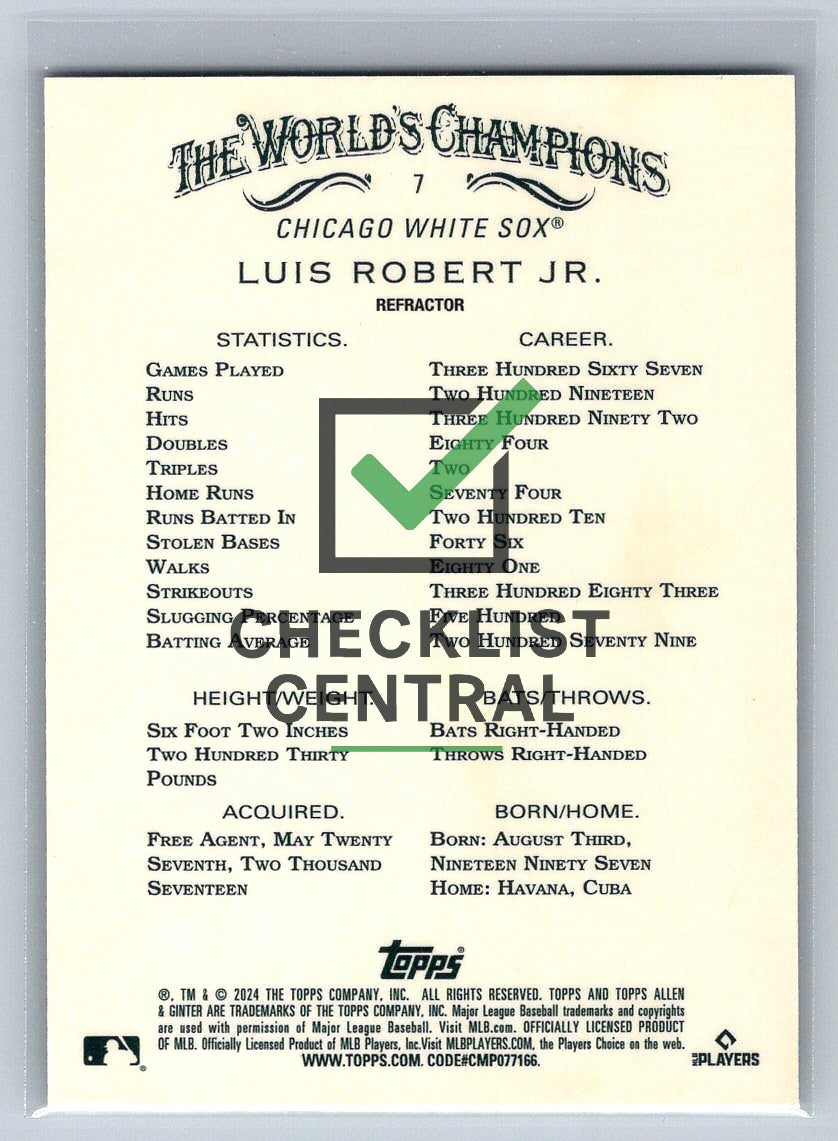 THE WORLD'S CHAMPIONS
7
CHICAGO WHITE SOX®
LUIS ROBERT JR.
REFRACTOR
STATISTICS. CAREER.
GAMES PLAYED THREE HUNDRED SIXTY SEVEN
RUNS TWO HUNDRED NINETEEN
HITS THREE HUNDRED NINETY TWO
DOUBLES EIGHTY FOUR
TRIPLES TWO
HOME RUNS SEVENTY FOUR
RUNS BATTED IN TWO HUNDRED TEN
STOLEN BASES FORTY SIX
WALKS EIGHTY ONE
STRIKEOUTS THREE HUNDRED EIGHTY THREE
SLUGGING PERCENTAGE FIVE HUNDRED
BATTING AVERAGE TWO HUNDRED SEVENTY NINE
CHECKLIST
CENTRAL
HEIGHT/WEIGHT. BATS/THROWS.
SIX FOOT TWO INCHES BATS RIGHT-HANDED
TWO HUNDRED THIRTY THROWS RIGHT-HANDED
POUNDS
ACQUIRED. BORN/HOME.
FREE AGENT, MAY TWENTY BORN: AUGUST THIRD,
SEVENTH, TWO THOUSAND NINETEEN NINETY SEVEN
SEVENTEEN HOME: HAVANA, CUBA
Topps®
®, TM & © 2024 THE TOPPS COMPANY, INC. ALL RIGHTS RESERVED. TOPPS AND TOPPS ALLEN
& GINTER ARE TRADEMARKS OF THE TOPPS COMPANY, INC. Major League Baseball trademarks and copyrights
are used with permission of Major League Baseball. Visit MLB.com. OFFICIALLY LICENSED PRODUCT
OF MLB. Officially Licensed Product of MLB Players, Inc.Visit MLBPLAYERS.COM, the Players Choice on the web.
WWW.TOPPS.COM. CODE#CMP077166.
MLB PLAYERS